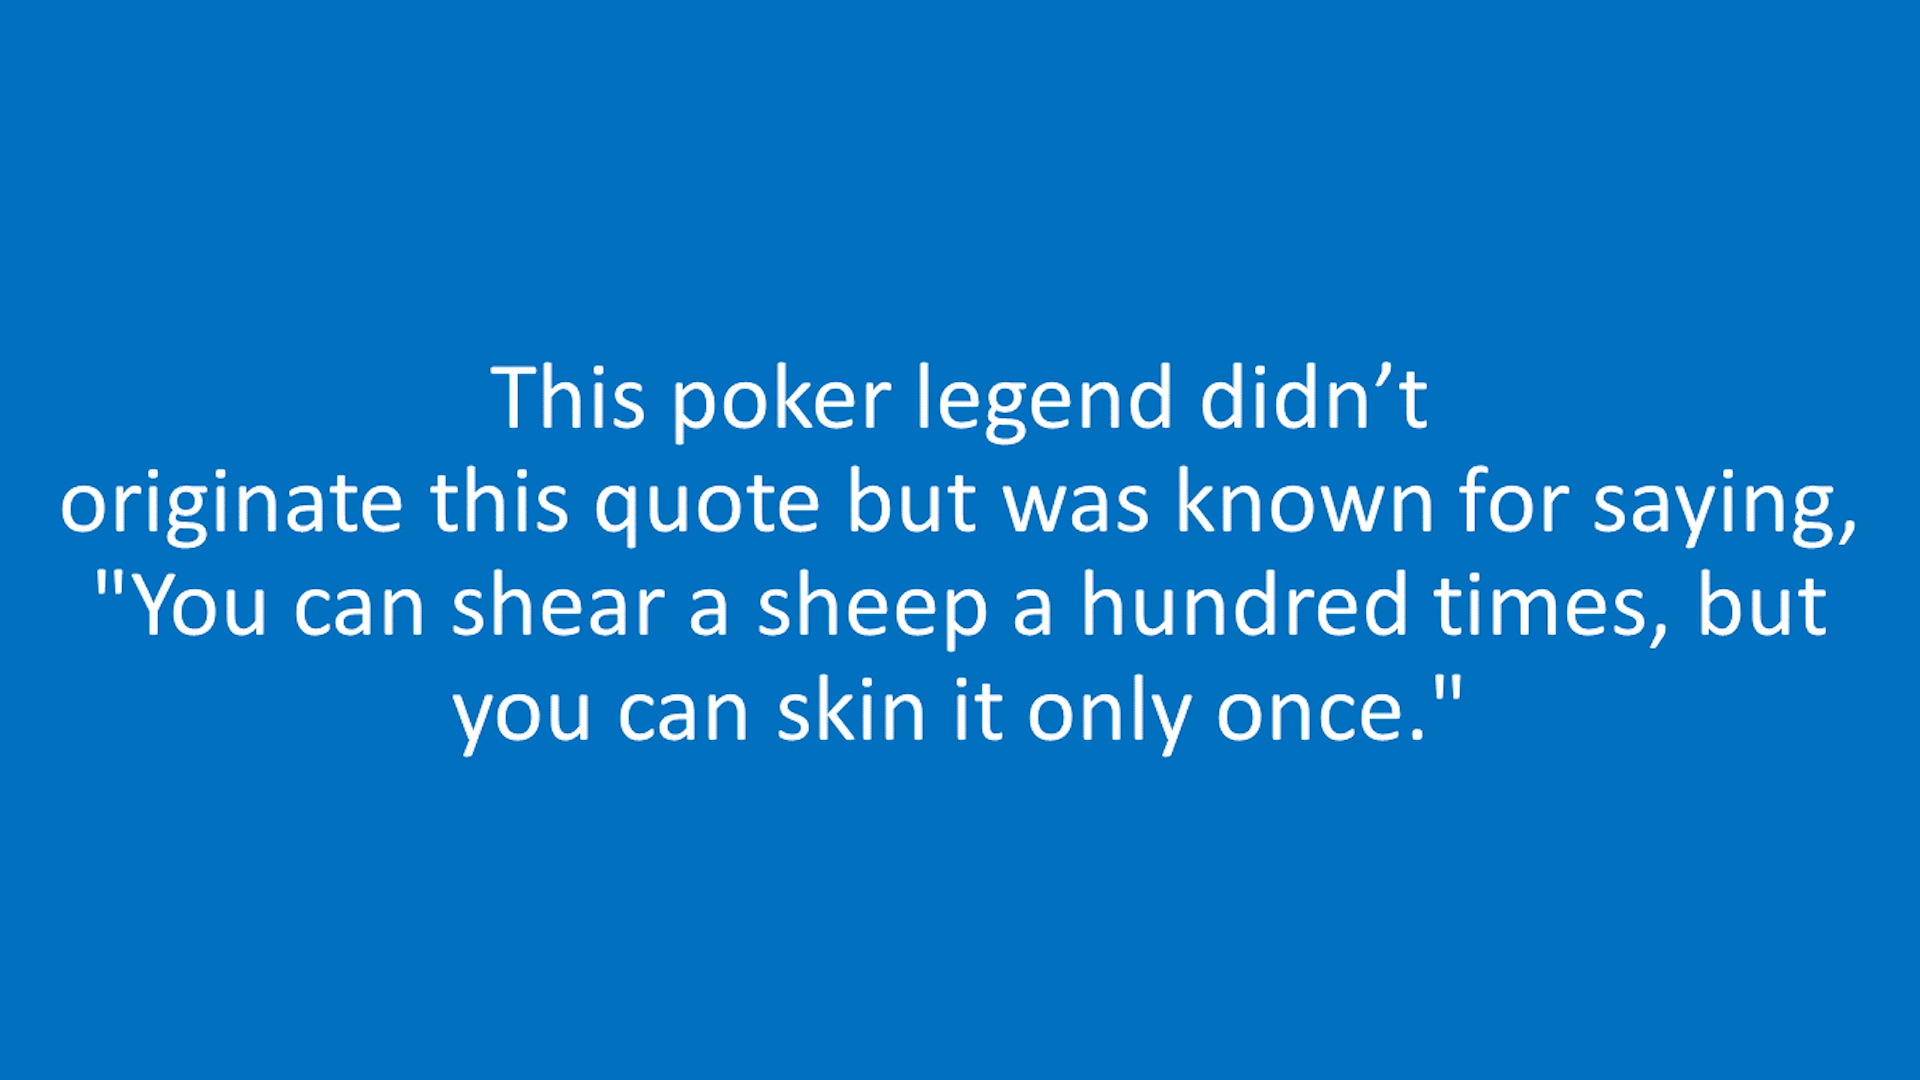 This poker legend didn’t
originate this quote but was known for saying,
"You can shear a sheep a hundred times, but
you can skin it only once."